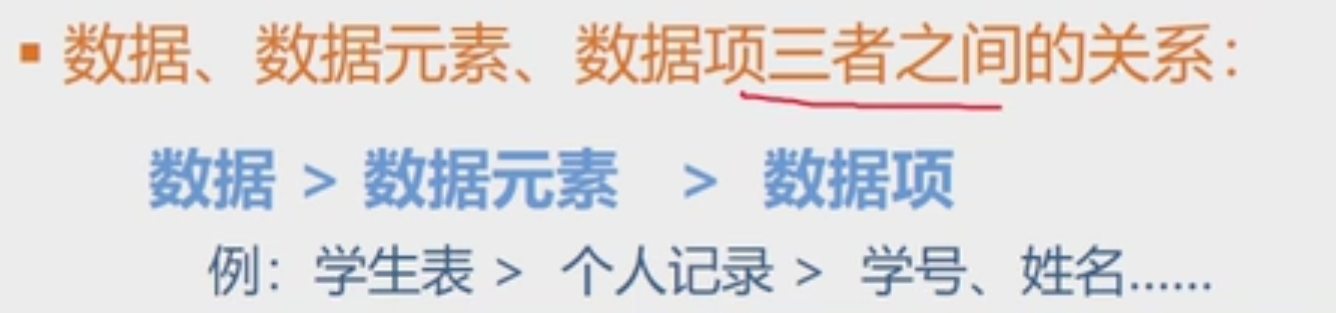 ▪ 数据、数据元素、数据项三者之间的关系：
数据 > 数据元素 > 数据项
例：学生表 > 个人记录 > 学号、姓名……